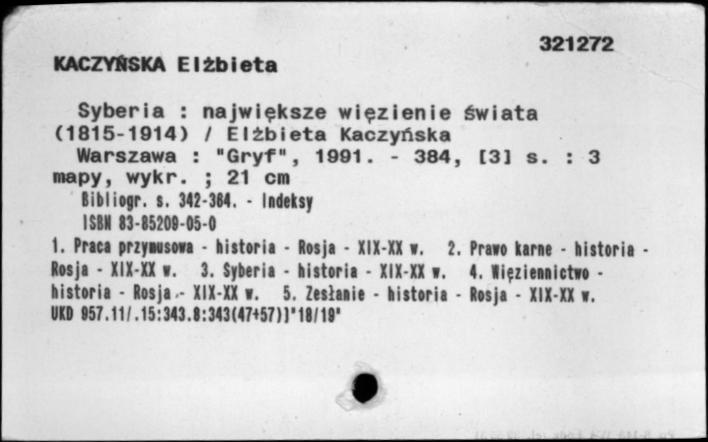 321272
KACZYŃSKA Elżbieta
Syberia : największe więzienie świata
(1815-1914) / Elżbieta Kaczyńska
Warszawa : "Gryf", 1991. - 384, [3] s. : 3
mapy, wykr. ; 21 cm
Bibliogr. s. 342-364. - Indeksy
ISBN 83-85209-05-0
1. Praca przymusowa - historia - Rosja - XIX-XX w. 2. Prawo karne - historia -
Rosja - XIX-XX w. 3. Syberia - historia - XIX-XX w. 4. Więziennictwo -
historia - Rosja - XIX-XX w. 5. Zesłanie - historia - Rosja - XIX-XX w.
UKD 957.11/.15:343.8:343(47+57)]"18/19"